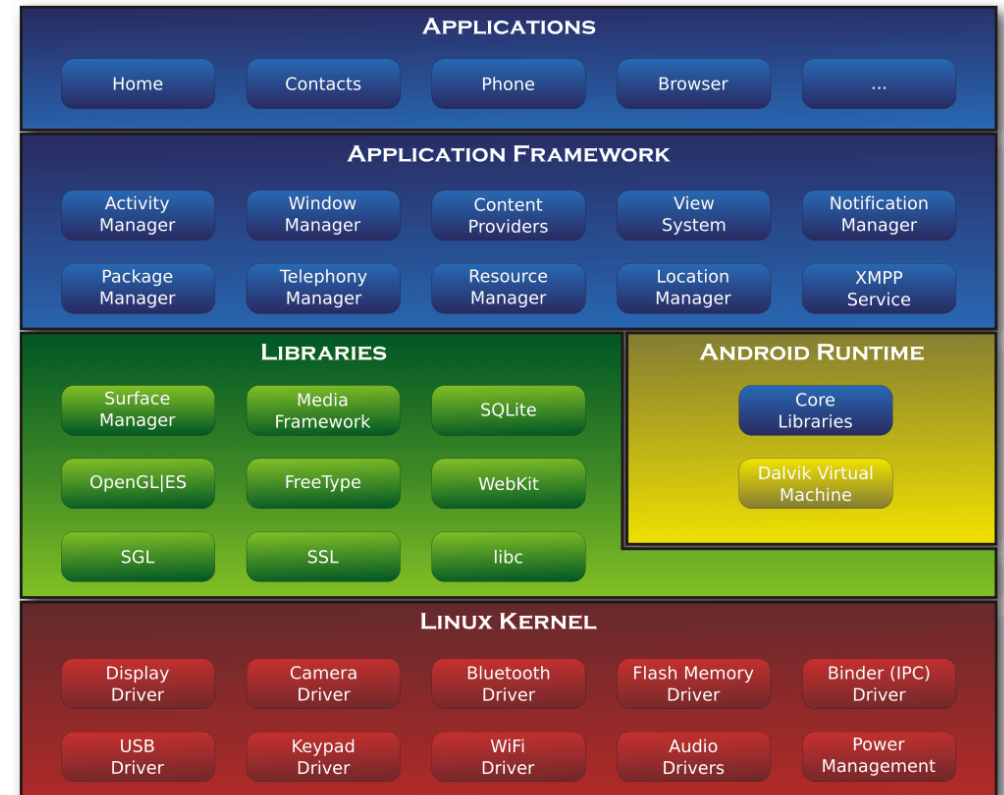 APPLICATIONS
Home
Contacts
Phone
Browser
...
APPLICATION FRAMEWORK
Activity
Manager
Window
Manager
Content
Providers
View
System
Notification
Manager
Package
Manager
Telephony
Manager
Resource
Manager
Location
Manager
XMPP
Service
LIBRARIES
Surface
Manager
Media
Framework
SQLite
OpenGL|ES
FreeType
WebKit
SGL
SSL
libc
ANDROID RUNTIME
Core
Libraries
Dalvik Virtual
Machine
LINUX KERNEL
Display
Driver
Camera
Driver
Bluetooth
Driver
Flash Memory
Driver
Binder (IPC)
Driver
USB
Driver
Keypad
Driver
WiFi
Driver
Audio
Drivers
Power
Management